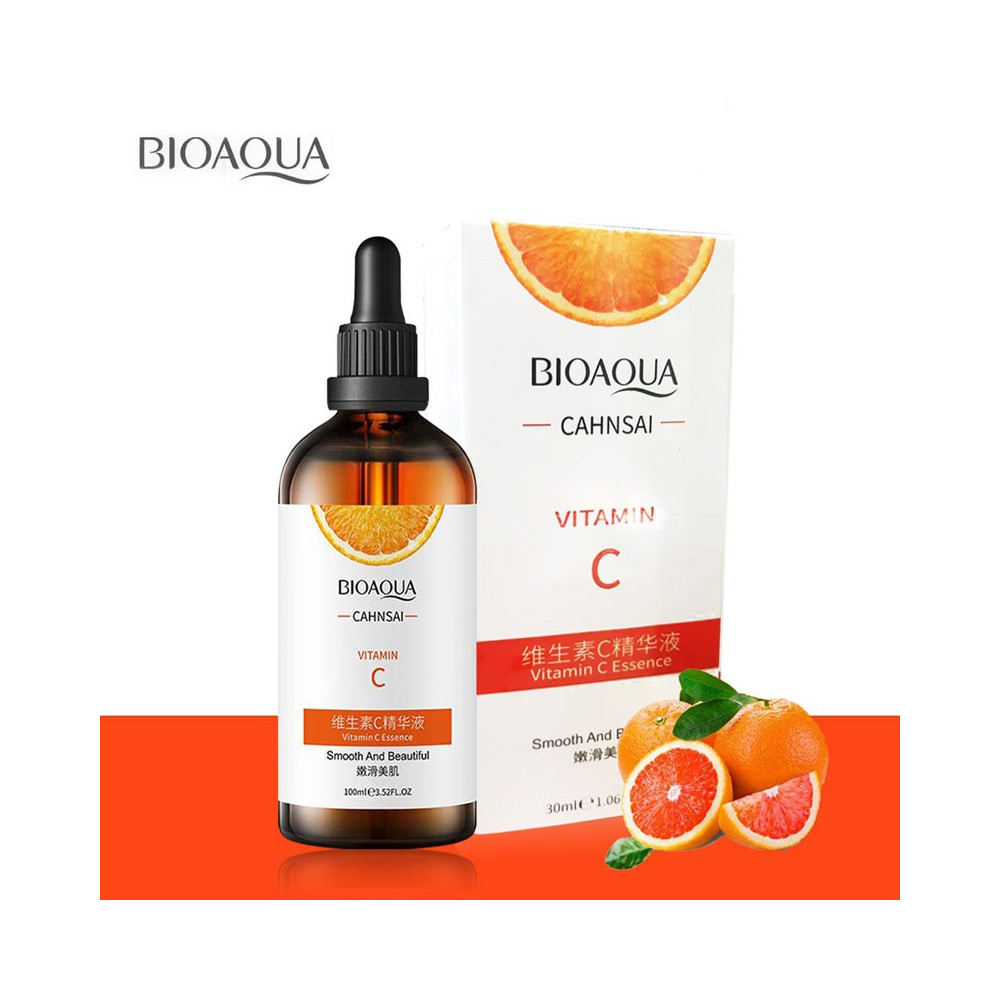 BIOAQUA
BIOAQUA
CAHNSAI
VITAMIN
C
维生素C精华液
Vitamin C Essence
Smooth And Beautiful
嫩滑美肌
100ml℮3.52FL.OZ
BIOAQUA
CAHNSAI
VITAMIN
C
维生素C精华液
Vitamin C Essence
Smooth And
嫩滑美
30ml℮1.06